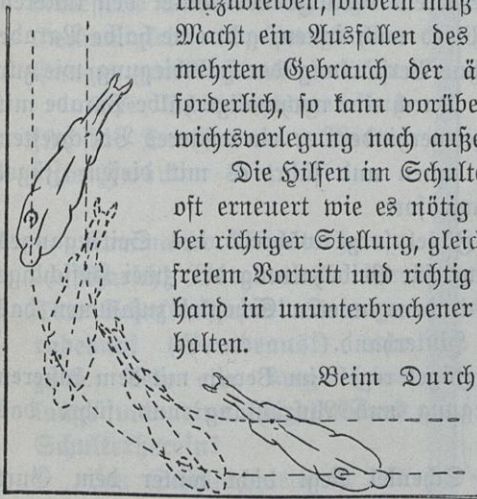 Macht ein Ausfallen des
mehrten Gebrauch der ä
forderlich, so kann vorübe
wichtsverlegung nach auße
Die Hilfen im Schulte
oft erneuert wie es nötig
bei richtiger Stellung, gleic
freiem Vortritt und richtig
hand in ununterbrochener
halten.
Beim Durch